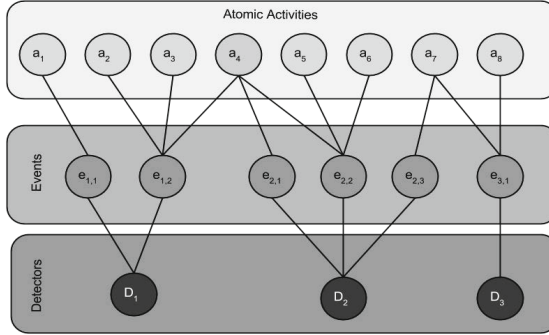 Atomic Activities
a1 a2 a3 a4 a5 a6 a7 a8
Events
e1,1 e1,2 e2,1 e2,2 e2,3 e3,1
Detectors
D1 D2 D3